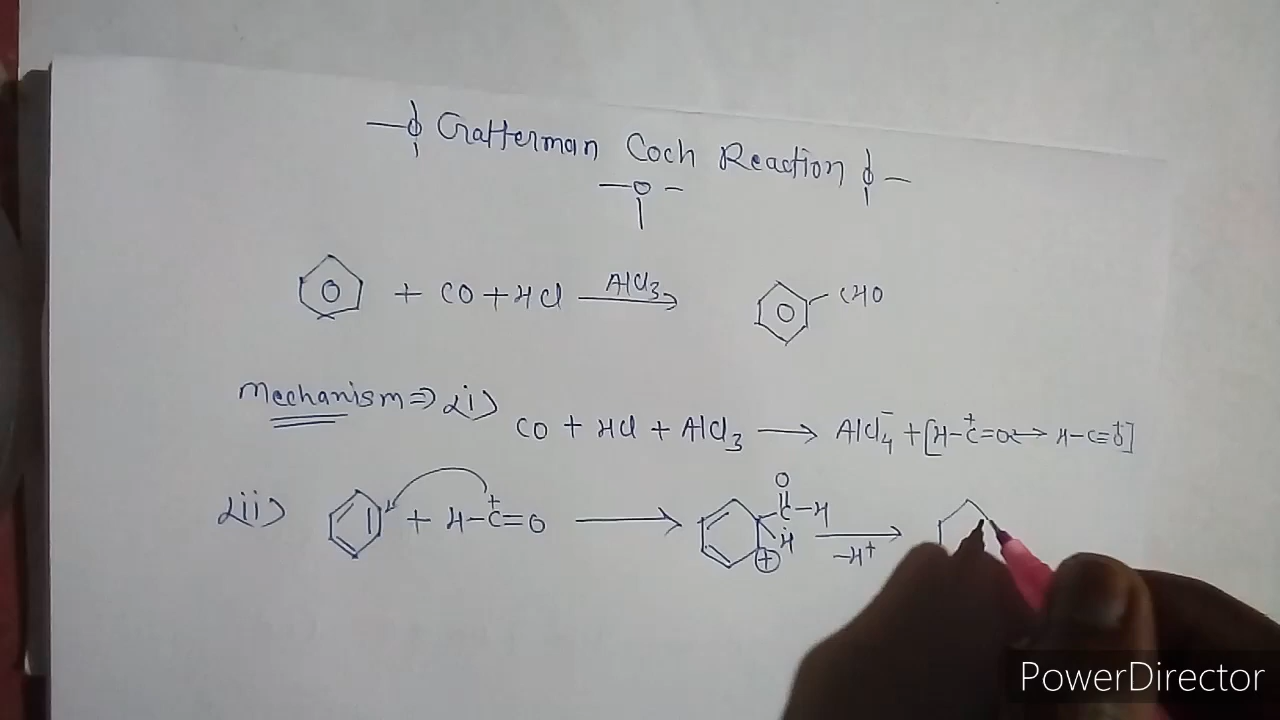 Gatterman Coch Reaction
+ CO + HCl AlCl3 → CHO
Mechanism ⇒ (i)
CO + HCl + AlCl3 → AlCl4⁻ + [H-C⁺=O ↔ H-C≡O⁺]
(ii) + H-C⁺=O → O C-H H ⊕ -H⁺ →
PowerDirector